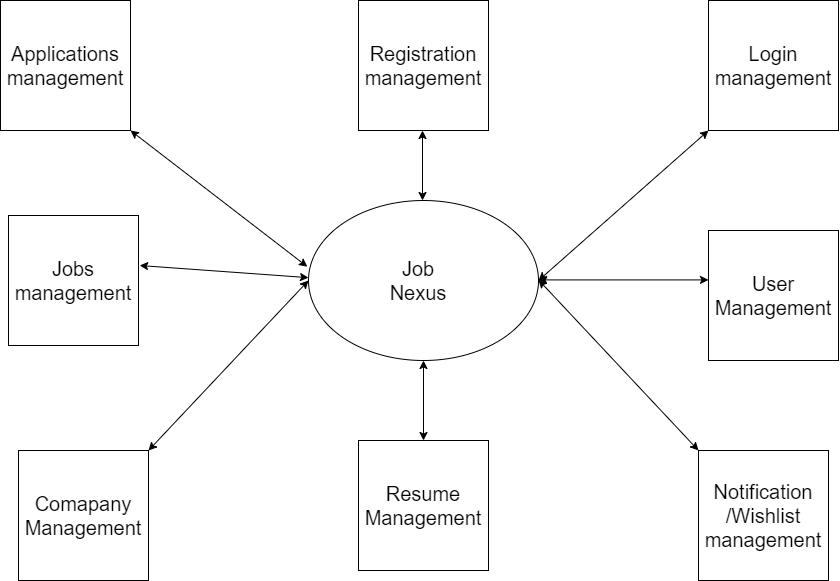 Applications
management
Registration
management
Login
management
Jobs
management
Job
Nexus
User
Management
Comapany
Management
Resume
Management
Notification
/Wishlist
management